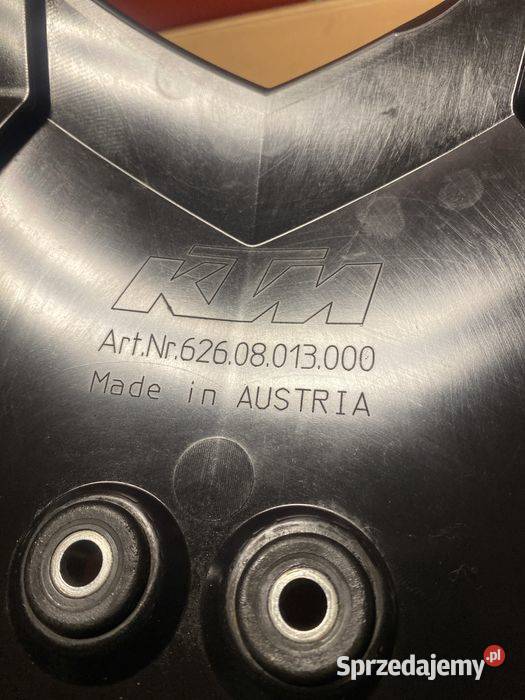 KTM
Art.Nr.626.08.013.000
Made in AUSTRIA
Sprzedajemy.pl